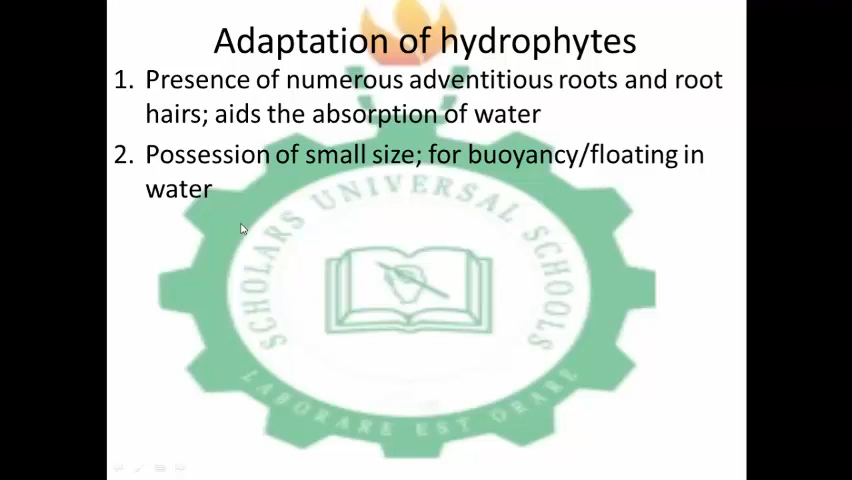 Adaptation of hydrophytes
1. Presence of numerous adventitious roots and root
hairs; aids the absorption of water
2. Possession of small size; for buoyancy/floating in
water
SCHOLARS UNIVERSAL SCHOOLS
LABORARE EST ORARE